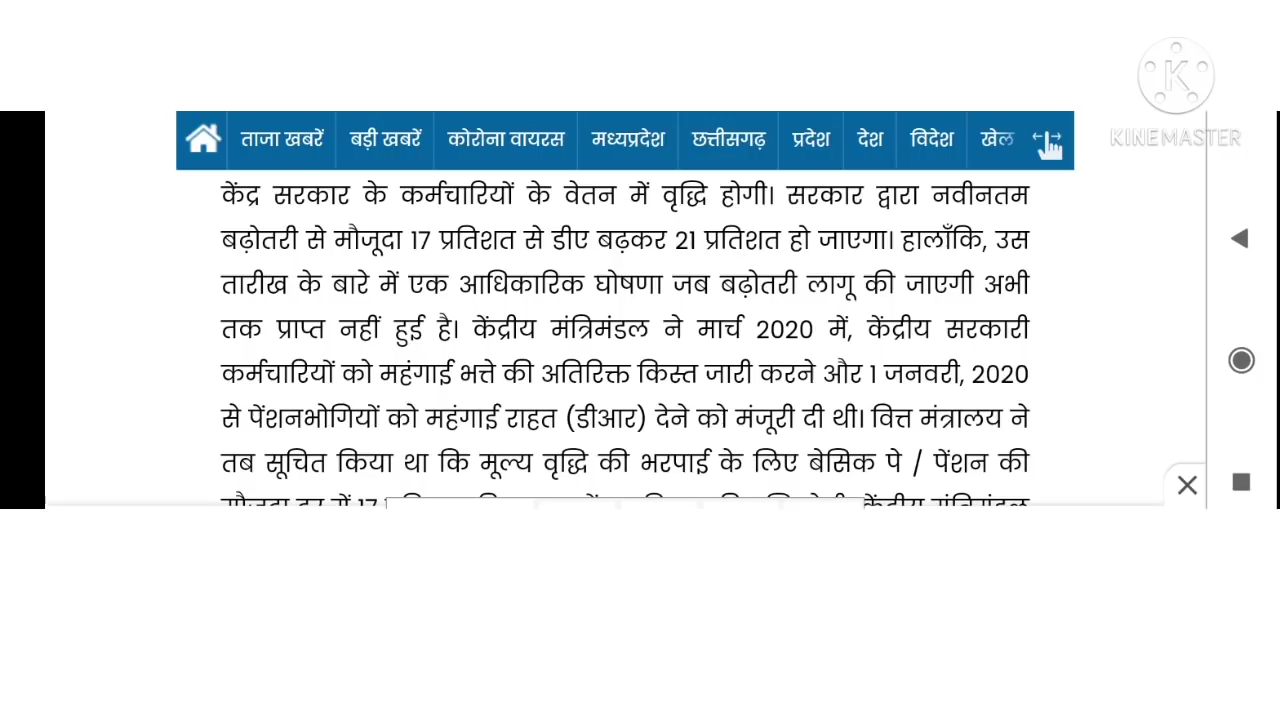 ताजा खबरें बड़ी खबरें कोरोना वायरस मध्यप्रदेश छत्तीसगढ़ प्रदेश देश विदेश खेल
KINEMASTER
केंद्र सरकार के कर्मचारियों के वेतन में वृद्धि होगी। सरकार द्वारा नवीनतम
बढ़ोतरी से मौजूदा 17 प्रतिशत से डीए बढ़कर 21 प्रतिशत हो जाएगा। हालाँकि, उस
तारीख के बारे में एक आधिकारिक घोषणा जब बढ़ोतरी लागू की जाएगी अभी
तक प्राप्त नहीं हुई है। केंद्रीय मंत्रिमंडल ने मार्च 2020 में, केंद्रीय सरकारी
कर्मचारियों को महंगाई भत्ते की अतिरिक्त किस्त जारी करने और 1 जनवरी, 2020
से पेंशनभोगियों को महंगाई राहत (डीआर) देने को मंजूरी दी थी। वित्त मंत्रालय ने
तब सूचित किया था कि मूल्य वृद्धि की भरपाई के लिए बेसिक पे / पेंशन की